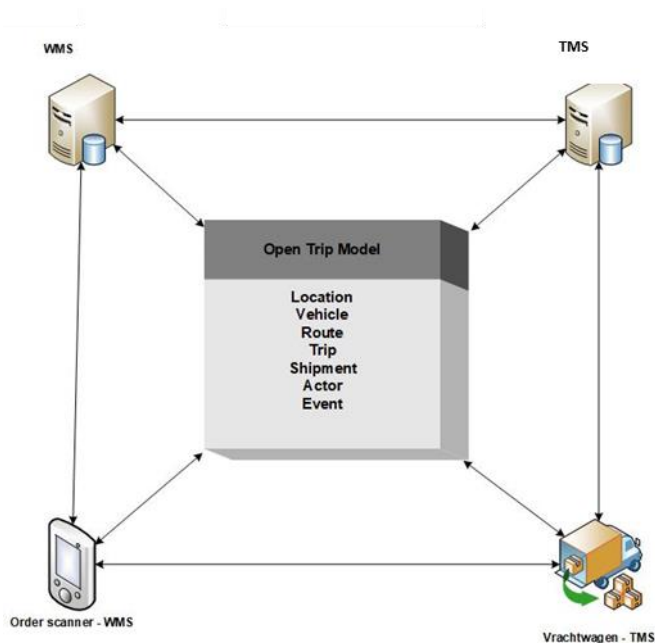 WMS
TMS
Open Trip Model
Location
Vehicle
Route
Trip
Shipment
Actor
Event
Order scanner - WMS
Vrachtwagen - TMS